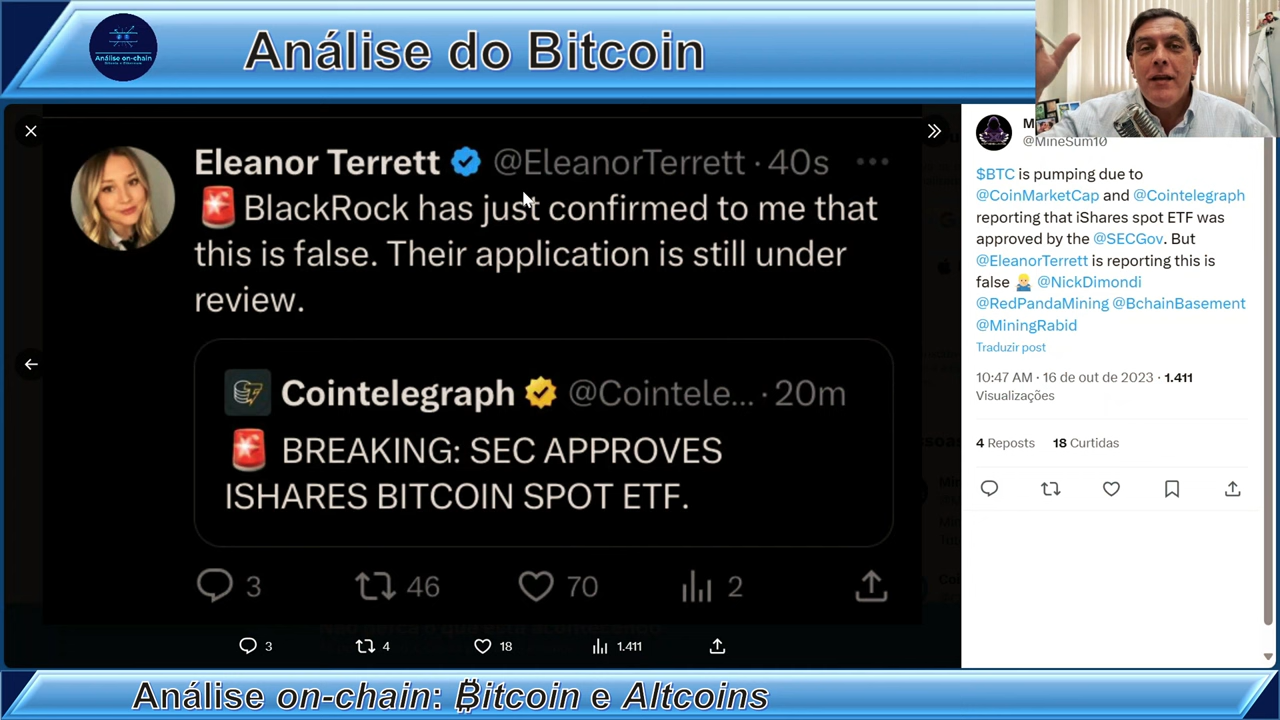 Análise on-chain
Análise do Bitcoin
Eleanor Terrett @EleanorTerrett · 40s
🚨 BlackRock has just confirmed to me that
this is false. Their application is still under
review.
Cointelegraph @Cointele... · 20m
🚨 BREAKING: SEC APPROVES
ISHARES BITCOIN SPOT ETF.
3 46 70 2
3 4 18 1.411
@MineSum10
$BTC is pumping due to
@CoinMarketCap and @Cointelegraph
reporting that iShares spot ETF was
approved by the @SECGov. But
@EleanorTerrett is reporting this is
false 🤷🏼 @NickDimondi
@RedPandaMining @BchainBasement
@MiningRabid
Traduzir post
10:47 AM · 16 de out de 2023 · 1.411
Visualizações
4 Reposts 18 Curtidas
Análise on-chain: ₿itcoin e Altcoins